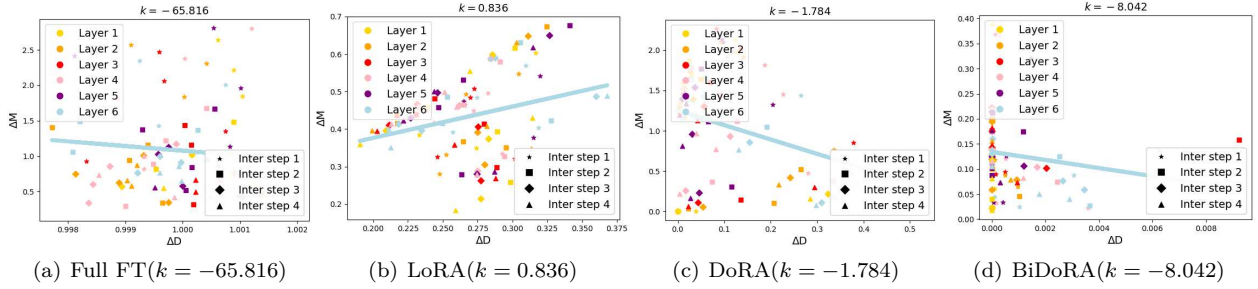 k = −65.816
2.5
2.0
1.5
1.0
0.5
ΔM
0.998
0.999
1.000
1.001
1.002
ΔD
Layer 1
Layer 2
Layer 3
Layer 4
Layer 5
Layer 6
Inter step 1
Inter step 2
Inter step 3
Inter step 4
(a) Full FT(k = −65.816)
k = 0.836
0.7
0.6
0.5
0.4
0.3
0.2
ΔM
0.200
0.225
0.250
0.275
0.300
0.325
0.350
0.375
ΔD
Layer 1
Layer 2
Layer 3
Layer 4
Layer 5
Layer 6
Inter step 1
Inter step 2
Inter step 3
Inter step 4
(b) LoRA(k = 0.836)
k = −1.784
2.0
1.5
1.0
0.5
0.0
ΔM
0.0
0.1
0.2
0.3
0.4
0.5
ΔD
Layer 1
Layer 2
Layer 3
Layer 4
Layer 5
Layer 6
Inter step 1
Inter step 2
Inter step 3
Inter step 4
(c) DoRA(k = −1.784)
k = −8.042
0.40
0.35
0.30
0.25
0.20
0.15
0.10
0.05
0.00
ΔM
0.000
0.002
0.004
0.006
0.008
ΔD
Layer 1
Layer 2
Layer 3
Layer 4
Layer 5
Layer 6
Inter step 1
Inter step 2
Inter step 3
Inter step 4
(d) BiDoRA(k = −8.042)